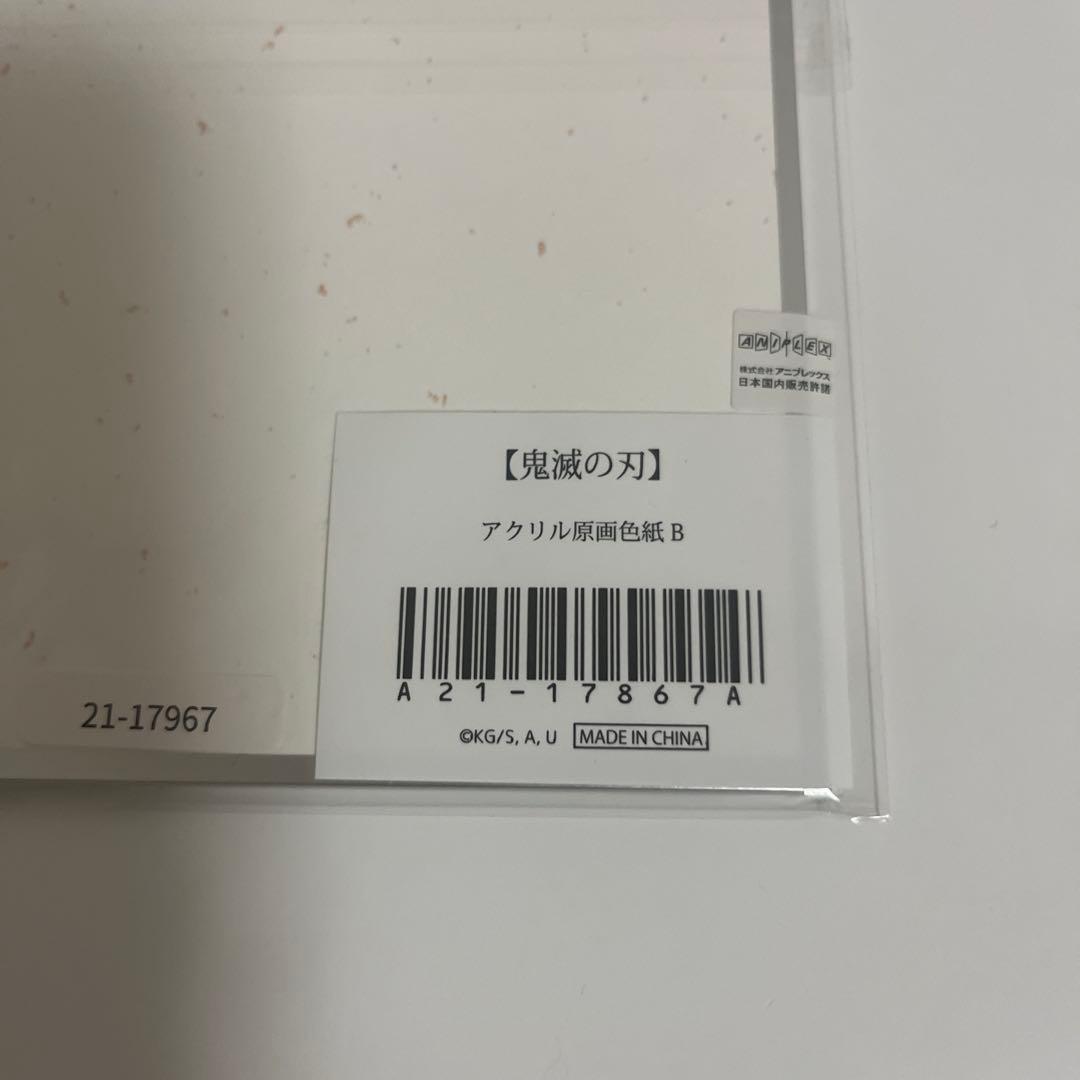 ANIPLEX
株式会社 アニプレックス
日本国内販売許諾
【鬼滅の刃】
アクリル原画色紙 B
A21-17867A
©KG/S, A, U MADE IN CHINA
21-17967